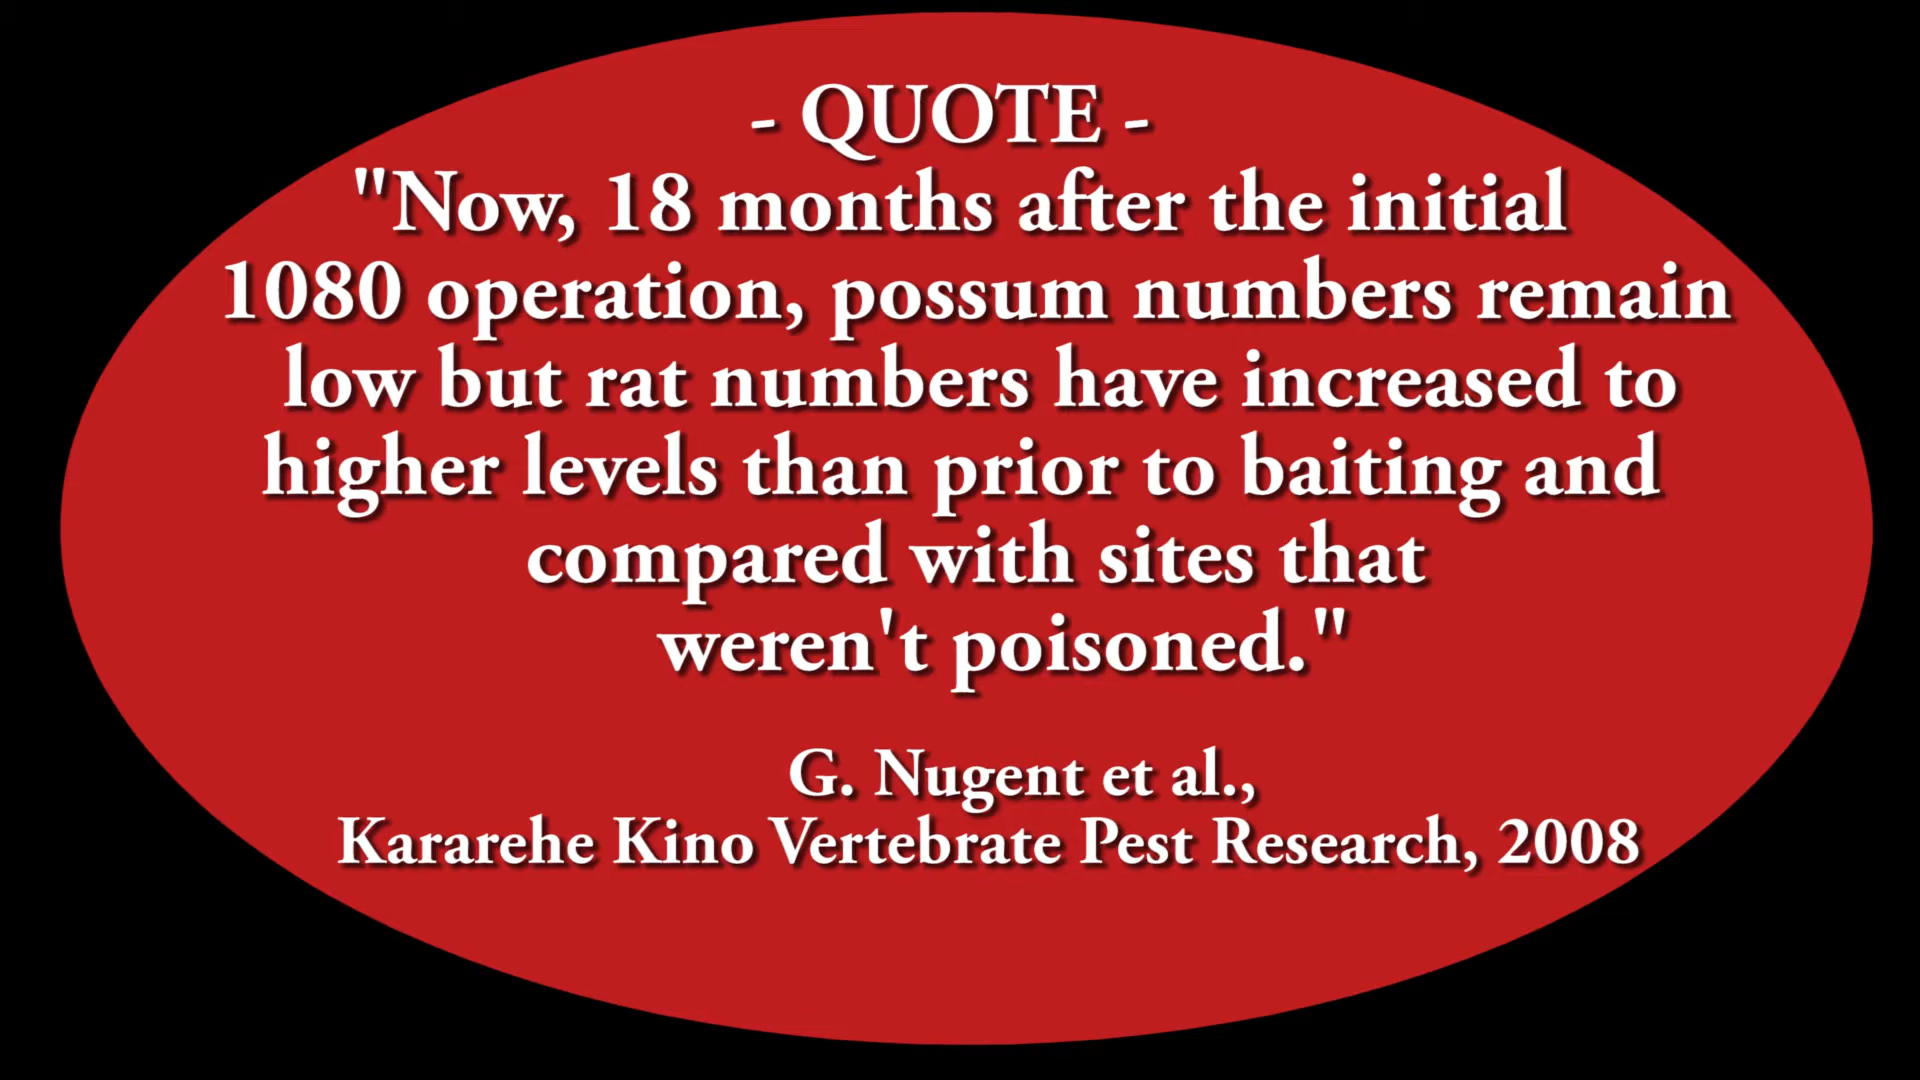 - QUOTE -
"Now, 18 months after the initial
1080 operation, possum numbers remain
low but rat numbers have increased to
higher levels than prior to baiting and
compared with sites that
weren't poisoned."
G. Nugent et al.,
Kararehe Kino Vertebrate Pest Research, 2008